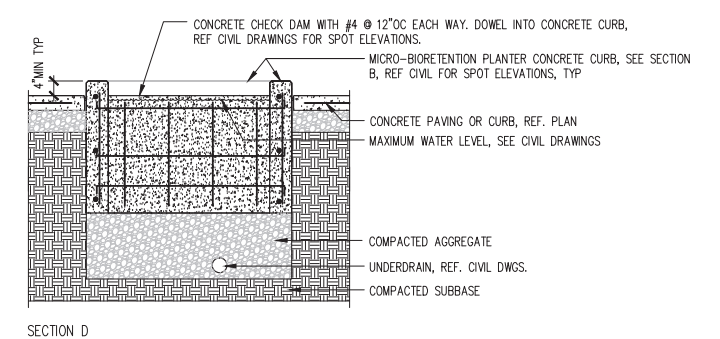 CONCRETE CHECK DAM WITH #4 @ 12"OC EACH WAY. DOWEL INTO CONCRETE CURB,
REF CIVIL DRAWINGS FOR SPOT ELEVATIONS.
4"MIN TYP
MICRO-BIORETENTION PLANTER CONCRETE CURB, SEE SECTION
B, REF CIVIL FOR SPOT ELEVATIONS, TYP
CONCRETE PAVING OR CURB, REF. PLAN
MAXIMUM WATER LEVEL, SEE CIVIL DRAWINGS
COMPACTED AGGREGATE
UNDERDRAIN, REF. CIVIL DWGS.
COMPACTED SUBBASE
SECTION D